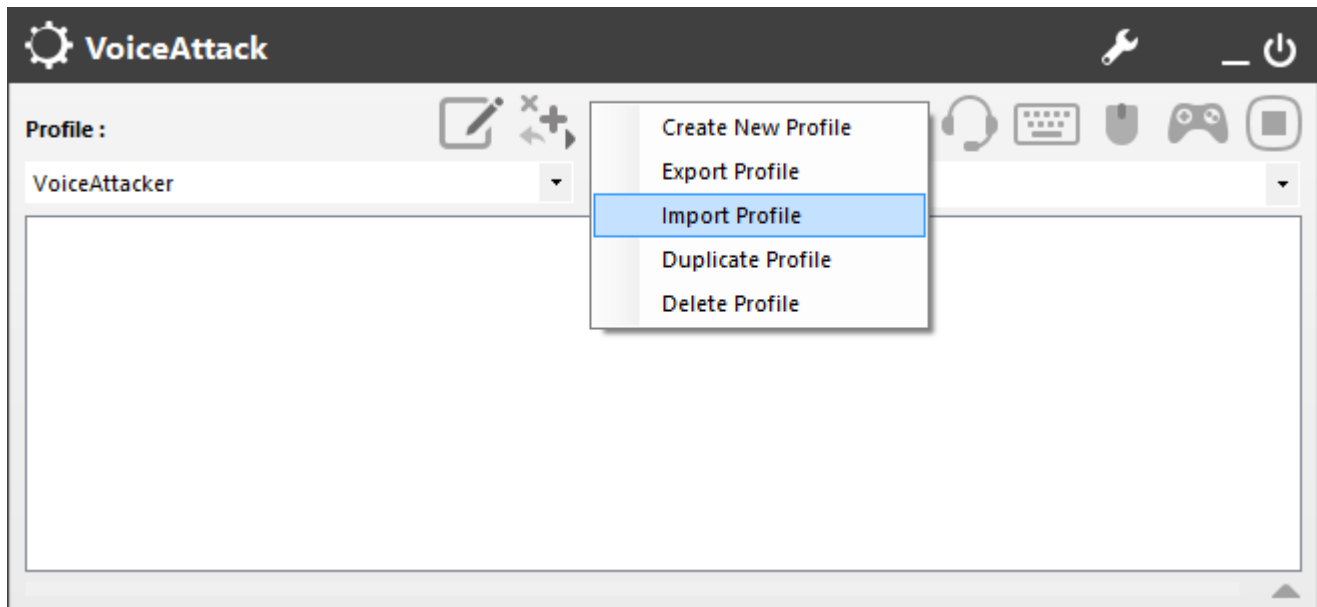 VoiceAttack
Profile :
VoiceAttacker
Create New Profile
Export Profile
Import Profile
Duplicate Profile
Delete Profile